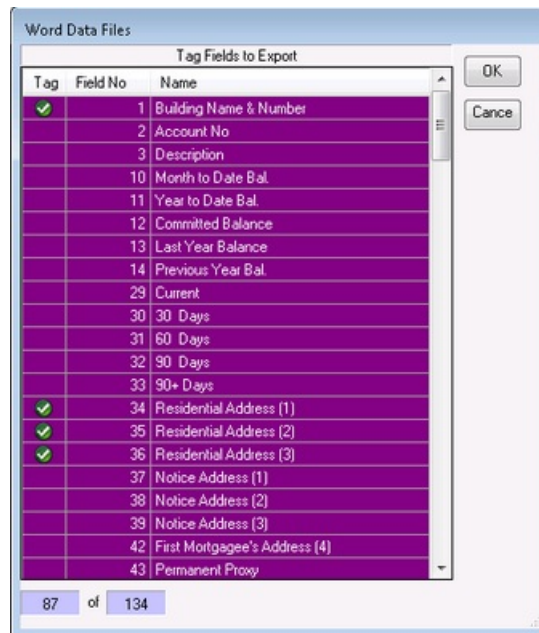 Word Data Files
Tag Fields to Export
Tag Field No Name
1 Building Name & Number
2 Account No
3 Description
10 Month to Date Bal.
11 Year to Date Bal.
12 Committed Balance
13 Last Year Balance
14 Previous Year Bal.
29 Current
30 30 Days
31 60 Days
32 90 Days
33 90+ Days
34 Residential Address (1)
35 Residential Address (2)
36 Residential Address (3)
37 Notice Address (1)
38 Notice Address (2)
39 Notice Address (3)
42 First Mortgagee's Address (4)
43 Permanent Proxy
87 of 134
OK
Cance